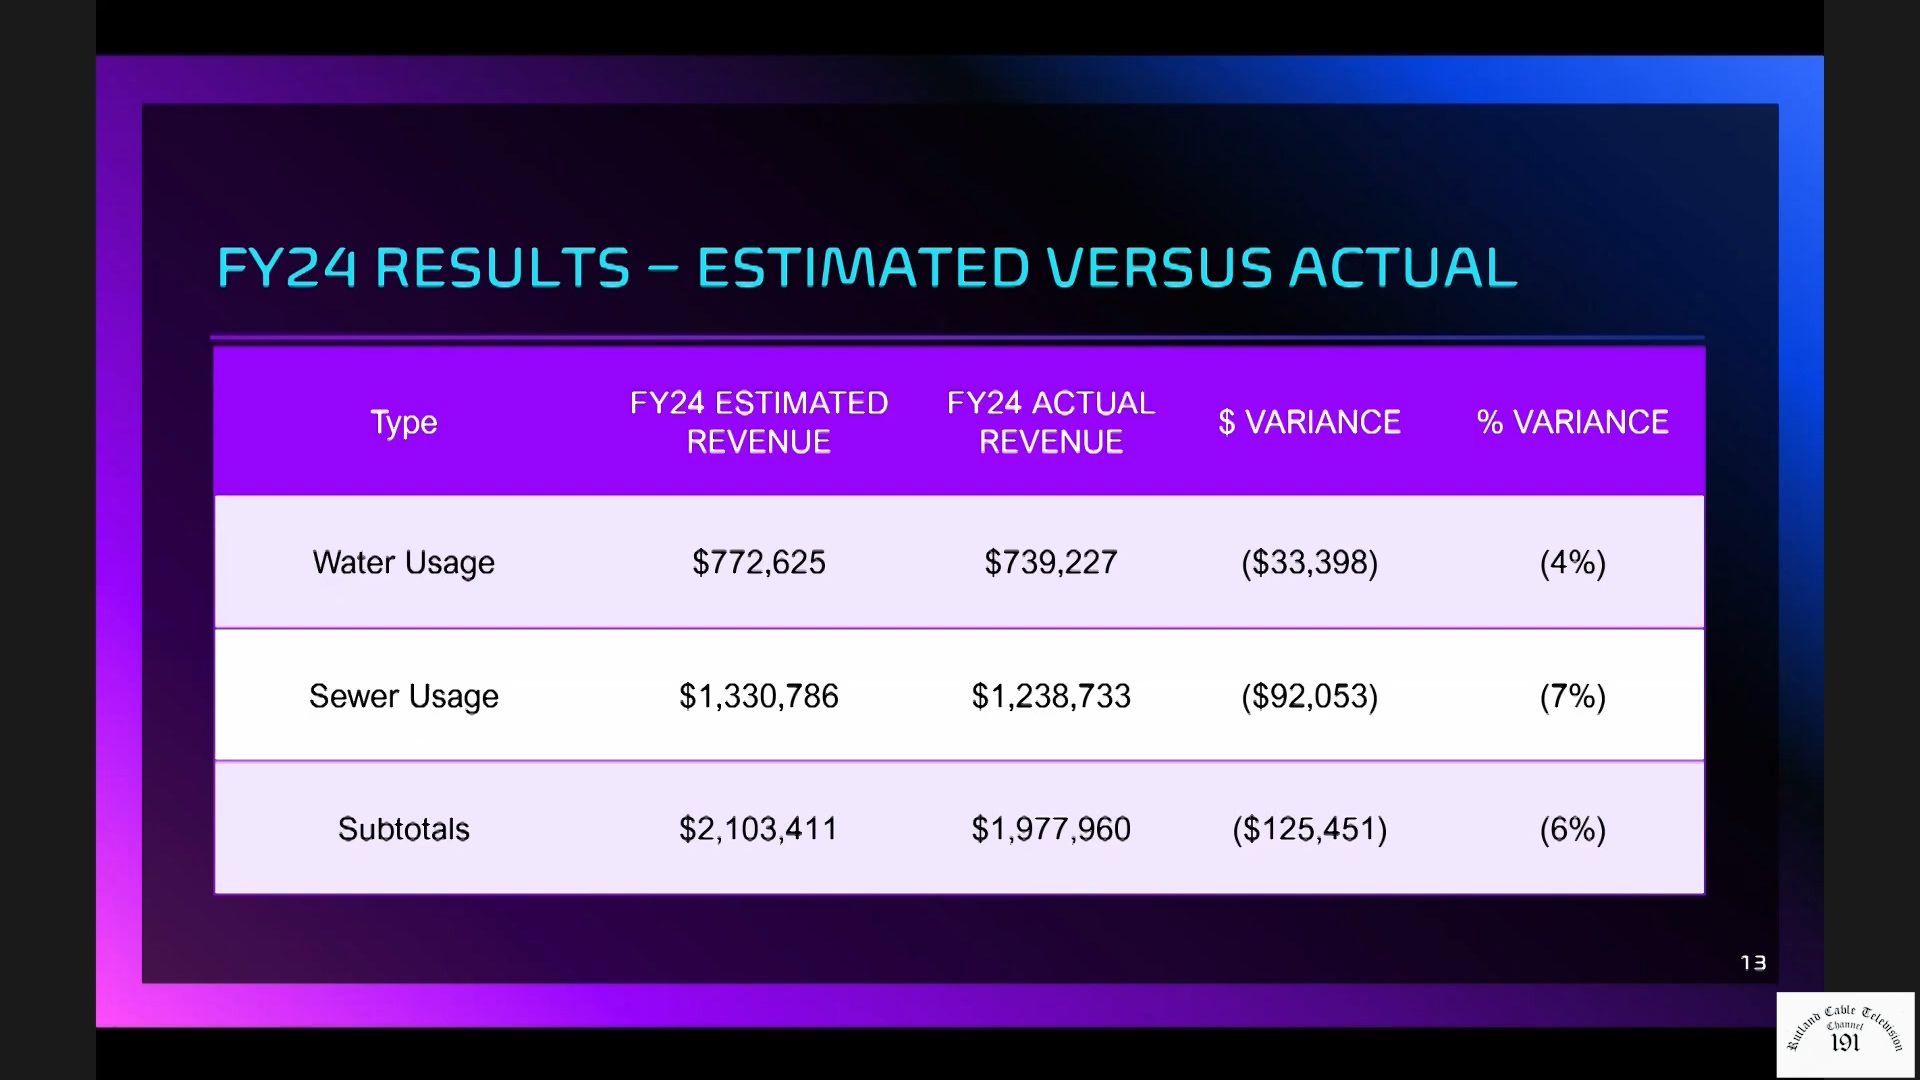 FY24 RESULTS – ESTIMATED VERSUS ACTUAL
Type
FY24 ESTIMATED
REVENUE
FY24 ACTUAL
REVENUE
$ VARIANCE
% VARIANCE
Water Usage $772,625 $739,227 ($33,398) (4%)
Sewer Usage $1,330,786 $1,238,733 ($92,053) (7%)
Subtotals $2,103,411 $1,977,960 ($125,451) (6%)
13
Rutland Cable Television
Channel
191